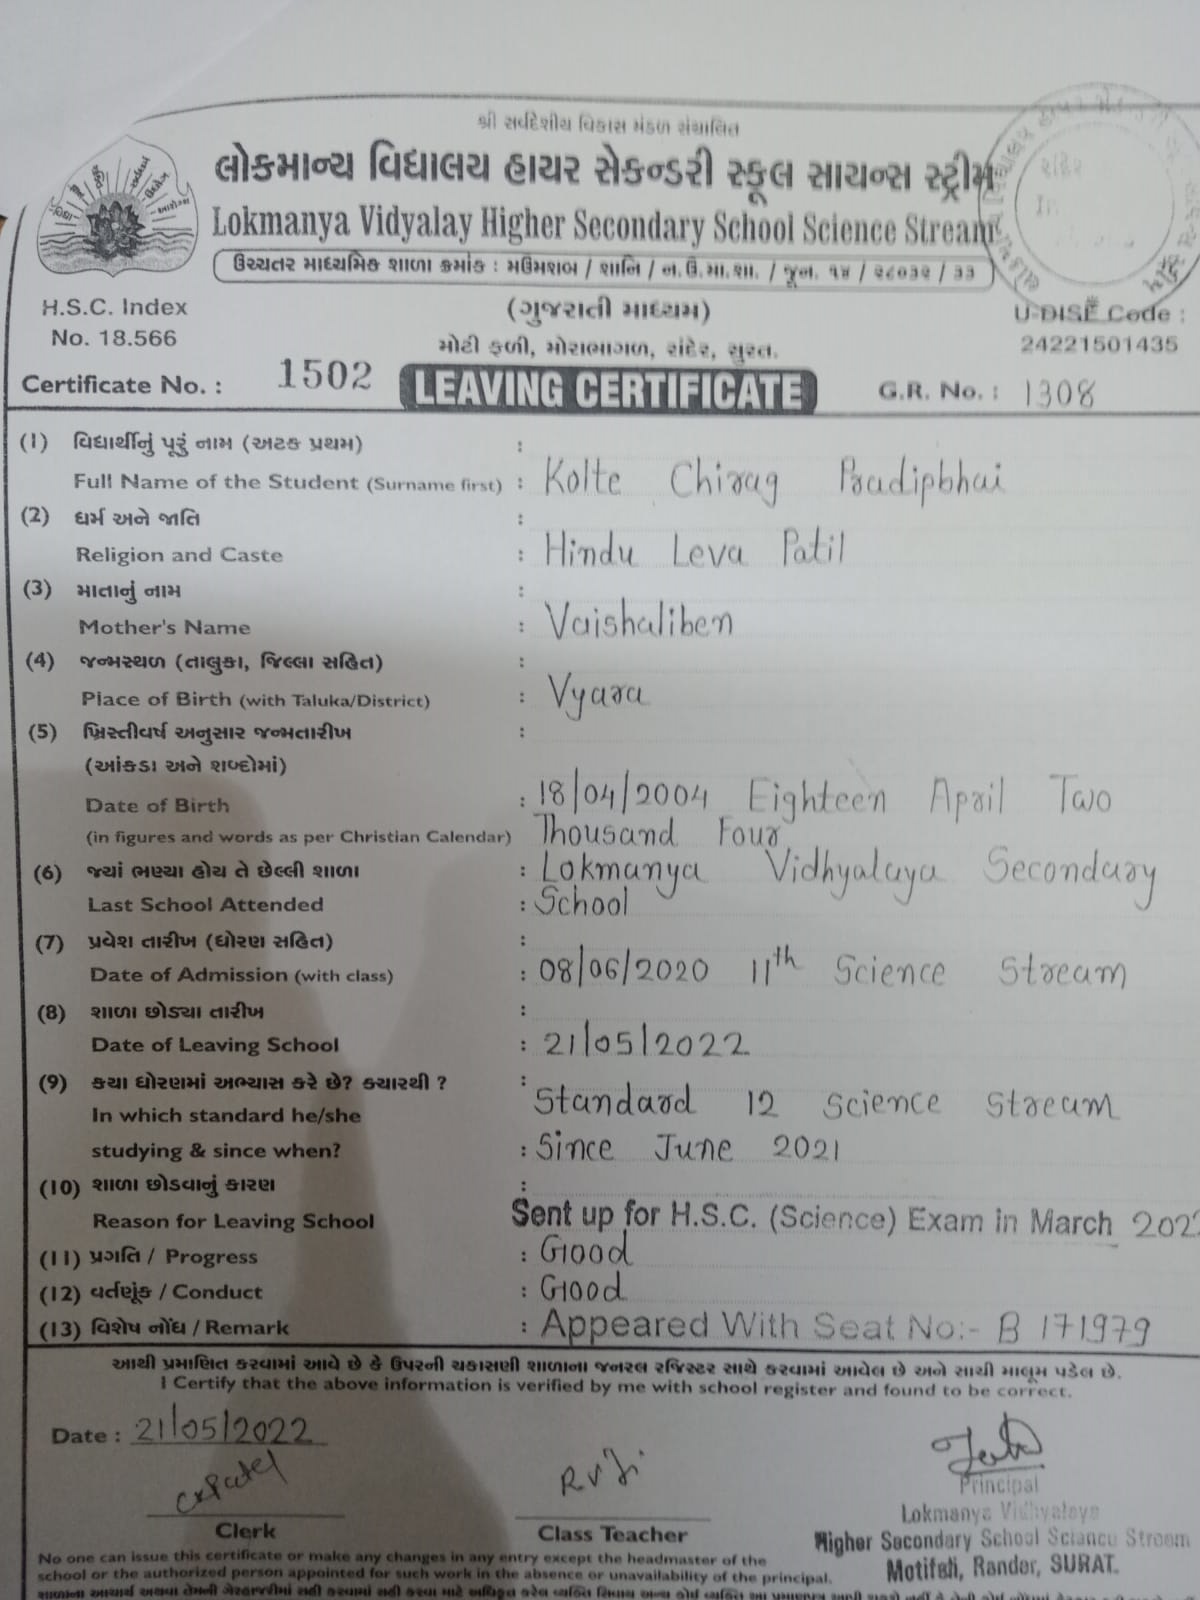 શ્રી સર્વદેશીય વિકાસ મંડળ સંચાલિત
લોકમાન્ય વિદ્યાલય હાયર સેકન્ડરી સ્કૂલ સાયન્સ સ્ટ્રીમ
Lokmanya Vidyalay Higher Secondary School Science Stream
ઉચ્ચતર માધ્યમિક શાળા ક્રમાંક : મઉમશબ / શાનિ / ન.ઉ.મા.શા. / જૂન. ૧૪ / ૨૮૦૩૨ / ૩૩
(ગુજરાતી માધ્યમ)
H.S.C. Index
No. 18.566
U-DISE Code :
24221501435
મોટી ફળી, મોરાભાગળ, રાંદેર, સુરત.
Certificate No. : 1502 LEAVING CERTIFICATE G.R. No. : 1308
(1) વિદ્યાર્થીનું પૂરું નામ (અટક પ્રથમ) :
Full Name of the Student (Surname first) : Kolte Chirag Pradipbhai
(2) ધર્મ અને જાતિ :
Religion and Caste : Hindu Leva Patil
(3) માતાનું નામ :
Mother's Name : Vaishaliben
(4) જન્મસ્થળ (તાલુકા, જિલ્લા સહિત) :
Place of Birth (with Taluka/District) : Vyara
(5) ખ્રિસ્તીવર્ષ અનુસાર જન્મતારીખ :
(આંકડા અને શબ્દોમાં)
Date of Birth : 18/04/2004 Eighteen April Two
(in figures and words as per Christian Calendar) Thousand Four
(6) જ્યાં ભણ્યા હોય તે છેલ્લી શાળા : Lokmanya Vidhyalaya Secondary
Last School Attended : School
(7) પ્રવેશ તારીખ (ધોરણ સહિત) :
Date of Admission (with class) : 08/06/2020 11th Science Stream
(8) શાળા છોડ્યા તારીખ :
Date of Leaving School : 21/05/2022
(9) કયા ધોરણમાં અભ્યાસ કરે છે? ક્યારથી ? :
In which standard he/she Standard 12 Science Stream
studying & since when? : Since June 2021
(10) શાળા છોડવાનું કારણ :
Reason for Leaving School Sent up for H.S.C. (Science) Exam in March 202
(11) પ્રગતિ / Progress : Good
(12) વર્તણૂંક / Conduct : Good
(13) વિશેષ નોંધ / Remark : Appeared With Seat No:- B 171979
આથી પ્રમાણિત કરવામાં આવે છે કે ઉપરની ચકાસણી શાળાના જનરલ રજિસ્ટર સાથે કરવામાં આવેલ છે અને સાચી માલૂમ પડેલ છે.
I Certify that the above information is verified by me with school register and found to be correct.
Date : 21/05/2022
Clerk
Class Teacher
Principal
Lokmanya Vidhyalaya
Higher Secondary School Sciancu Streem
Motifali, Rander, SURAT.
No one can issue this certificate or make any changes in any entry except the headmaster of the
school or the authorized person appointed for such work in the absence or unavailability of the principal.